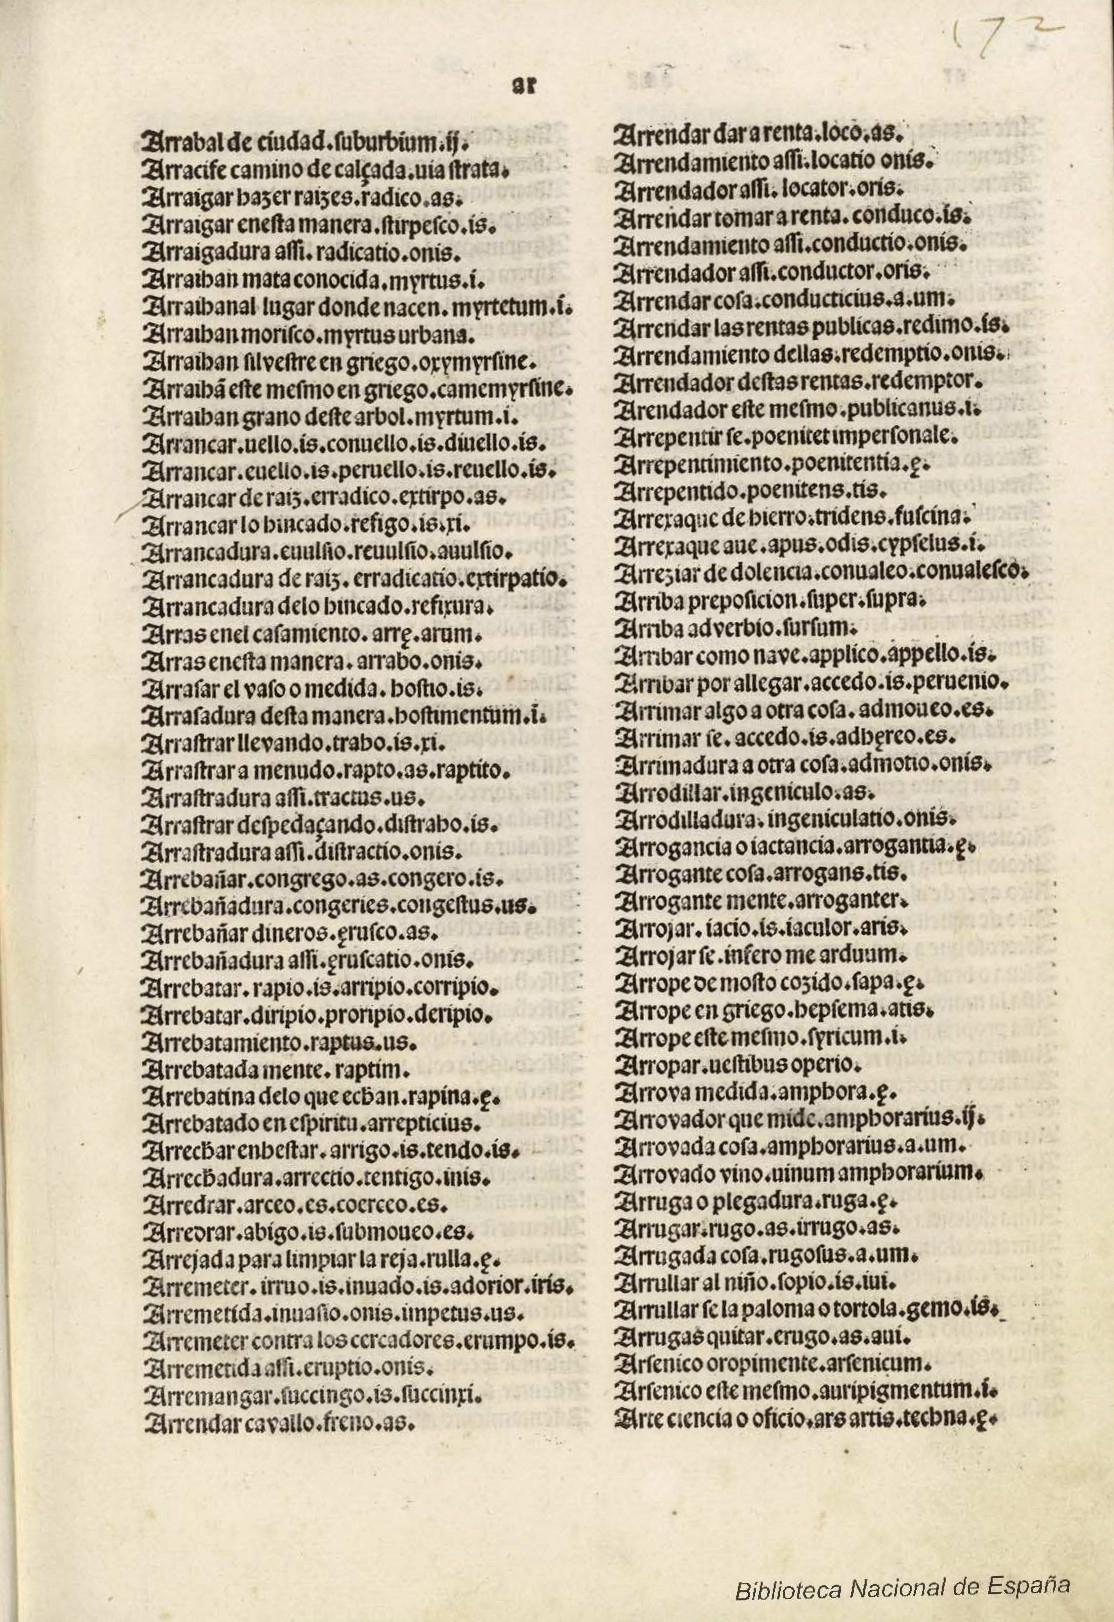 172
ar
Arrabal de ciudad.suburbium.ij.
Arracife camino de calçada.uia strata.
Arraigar hazer raizes.radico.as.
Arraigar enesta manera.stirpesco.is.
Arraigadura assi.radicatio.onis.
Arraihan mata conocida.myrtus.i.
Arraihanal lugar donde nacen.myrtetum.i.
Arraihan morisco.myrtus urbana.
Arraihan silvestre en griego.oxymyrsine.
Arraihã este mesmo en griego.camemyrsine.
Arraihan grano deste arbol.myrtum.i.
Arrancar.uello.is.conuello.is.diuello.is.
Arrancar.euello.is.peruello.is.reuello.is.
Arrancar de raiz.erradico.extirpo.as.
Arrancar lo hincado.refigo.is.xi.
Arrancadura.euulsio.reuulsio.auulsio.
Arrancadura de raiz.erradicatio.extirpatio.
Arrancadura delo hincado.refixura.
Arras enel casamiento.arrę.arum.
Arras enesta manera.arrabo.onis.
Arrasar el vaso o medida.hostio.is.
Arrasadura desta manera.hostimentum.i.
Arrastrar llevando.traho.is.xi.
Arrastrar a menudo.rapto.as.raptito.
Arrastradura assi.tractus.us.
Arrastrar despedaçando.distraho.is.
Arrastradura assi.distractio.onis.
Arrebañar.congrego.as.congero.is.
Arrebañadura.congeries.congestus.us.
Arrebañar dineros.ęrusco.as.
Arrebañadura assi.ęruscatio.onis.
Arrebatar.rapio.is.arripio.corripio.
Arrebatar.diripio.proripio.deripio.
Arrebatamiento.raptus.us.
Arrebatada mente.raptim.
Arrebatina delo que echan.rapina.ę.
Arrebatado en espiritu.arrepticius.
Arrechar enhestar.arrigo.is.tendo.is.
Arrechadura.arrectio.tentigo.inis.
Arredrar.arceo.es.coerceo.es.
Arredrar.abigo.is.submoueo.es.
Arrejada para limpiar la reja.rulla.ę.
Arremeter.irruo.is.inuado.is.adorior.iris.
Arremetida.inuasio.onis.impetus.us.
Arremeter contra los cercadores.erumpo.is.
Arremetida assi.eruptio.onis.
Arremangar.succingo.is.succinxi.
Arrendar cavallo.freno.as.
Arrendar dar a renta.loco.as.
Arrendamiento assi.locatio onis.
Arrendador assi.locator.oris.
Arrendar tomar a renta.conduco.is.
Arrendamiento assi.conductio.onis.
Arrendador assi.conductor.oris.
Arrendar cosa.conducticius.a.um.
Arrendar las rentas publicas.redimo.is.
Arrendamiento dellas.redemptio.onis.
Arrendador destas rentas.redemptor.
Arendador este mesmo.publicanus.i.
Arrepentir se.poenitet impersonale.
Arrepentimiento.poenitentia.ę.
Arrepentido.poenitens.tis.
Arrexaque de hierro.tridens.fuscina.
Arrexaque aue.apus.odis.cypselus.i.
Arreziar de dolencia.conualeo.conualesco.
Arriba preposicion.super.supra.
Arriba adverbio.sursum.
Arribar como nave.applico.appello.is.
Arribar por allegar.accedo.is.peruenio.
Arrimar algo a otra cosa.admoueo.es.
Arrimar se.accedo.is.adhęreo.es.
Arrimadura a otra cosa.admotio.onis.
Arrodillar.ingeniculo.as.
Arrodilladura.ingeniculatio.onis.
Arrogancia o iactancia.arrogantia.ę.
Arrogante cosa.arrogans.tis.
Arrogante mente.arroganter.
Arrojar.iacio.is.iaculor.aris.
Arrojar se.infero me arduum.
Arrope de mosto cozido.sapa.ę.
Arrope en griego.hepsema.atis.
Arrope este mesmo.syricum.i.
Arropar.uestibus operio.
Arrova medida.amphora.ę.
Arrovador que mide.amphorarius.ij.
Arrovada cosa.amphorarius.a.um.
Arrovado vino.uinum amphorarium.
Arruga o plegadura.ruga.ę.
Arrugar.rugo.as.irrugo.as.
Arrugada cosa.rugosus.a.um.
Arrullar al niño.sopio.is.iui.
Arrullar se la paloma o tortola.gemo.is.
Arrugas quitar.erugo.as.aui.
Arsenico oropimente.arsenicum.
Arsenico este mesmo.auripigmentum.i.
Arte ciencia o oficio.ars artis.techna.ę.
Biblioteca Nacional de España